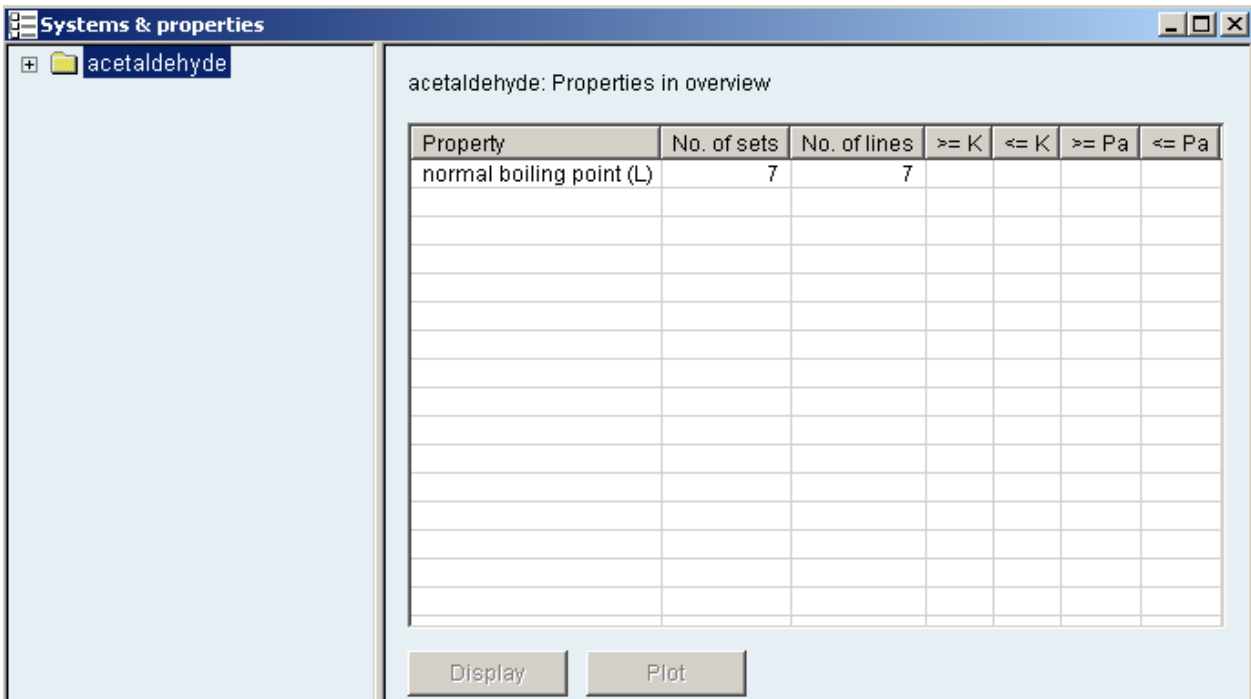 Systems & properties
acetaldehyde
acetaldehyde: Properties in overview
Property No. of sets No. of lines >= K <= K >= Pa <= Pa
normal boiling point (L) 7 7
Display Plot